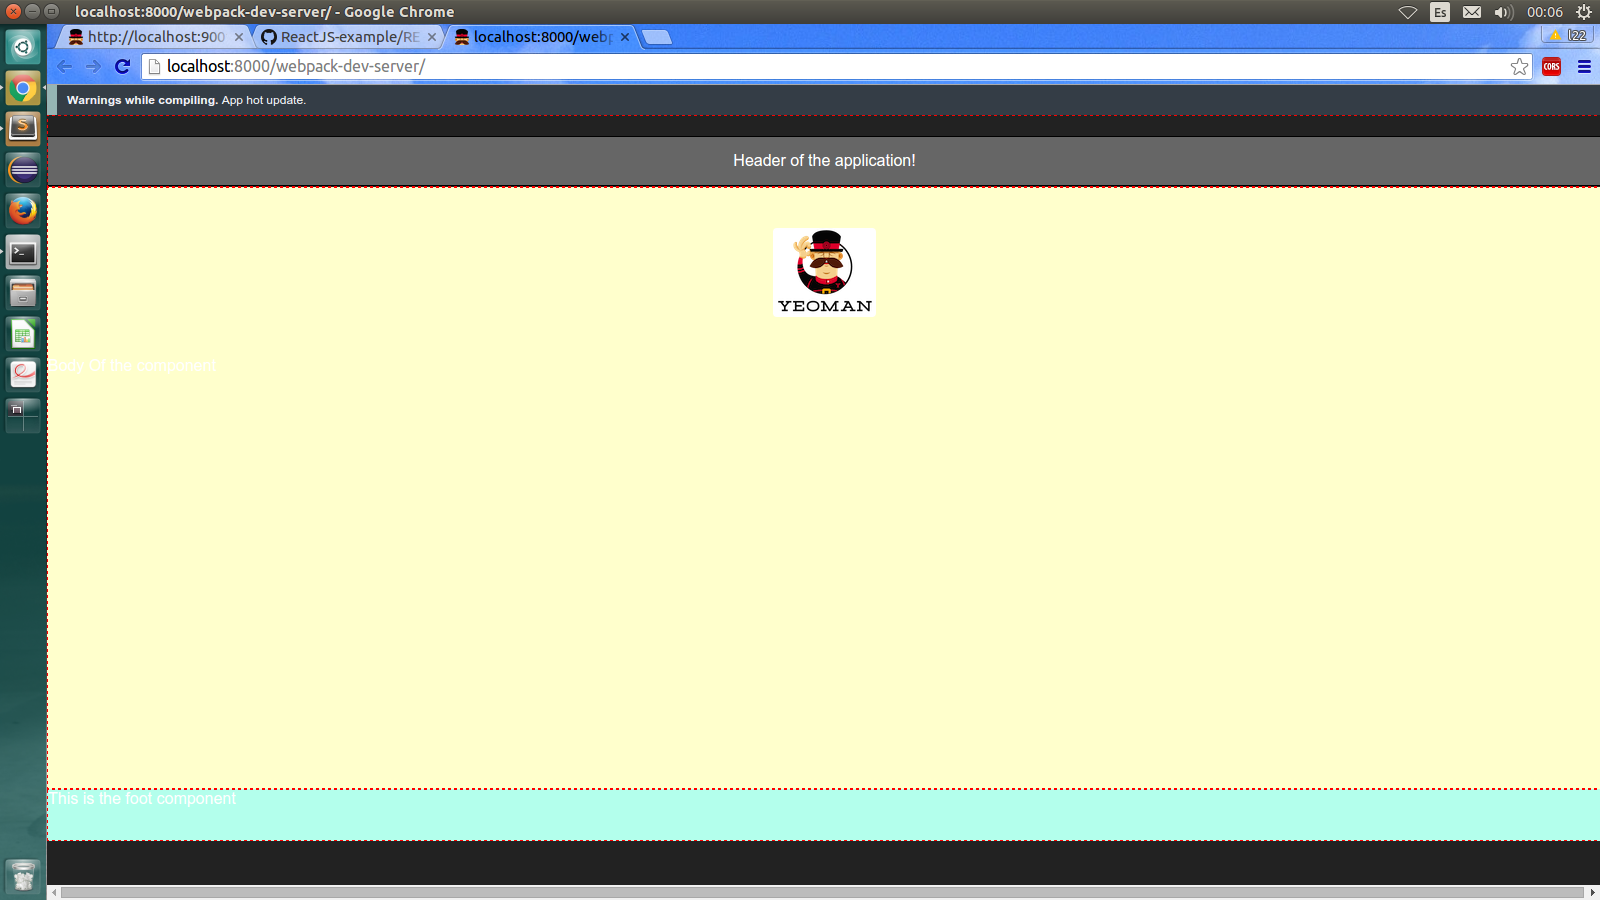 localhost:8000/webpack-dev-server/ - Google Chrome
Es
00:06
http://localhost:900
ReactJS-example/RE
localhost:8000/webp
l22
localhost:8000/webpack-dev-server/
CORS
Warnings while compiling. App hot update.
Header of the application!
YEOMAN
Body Of the component
This is the foot component